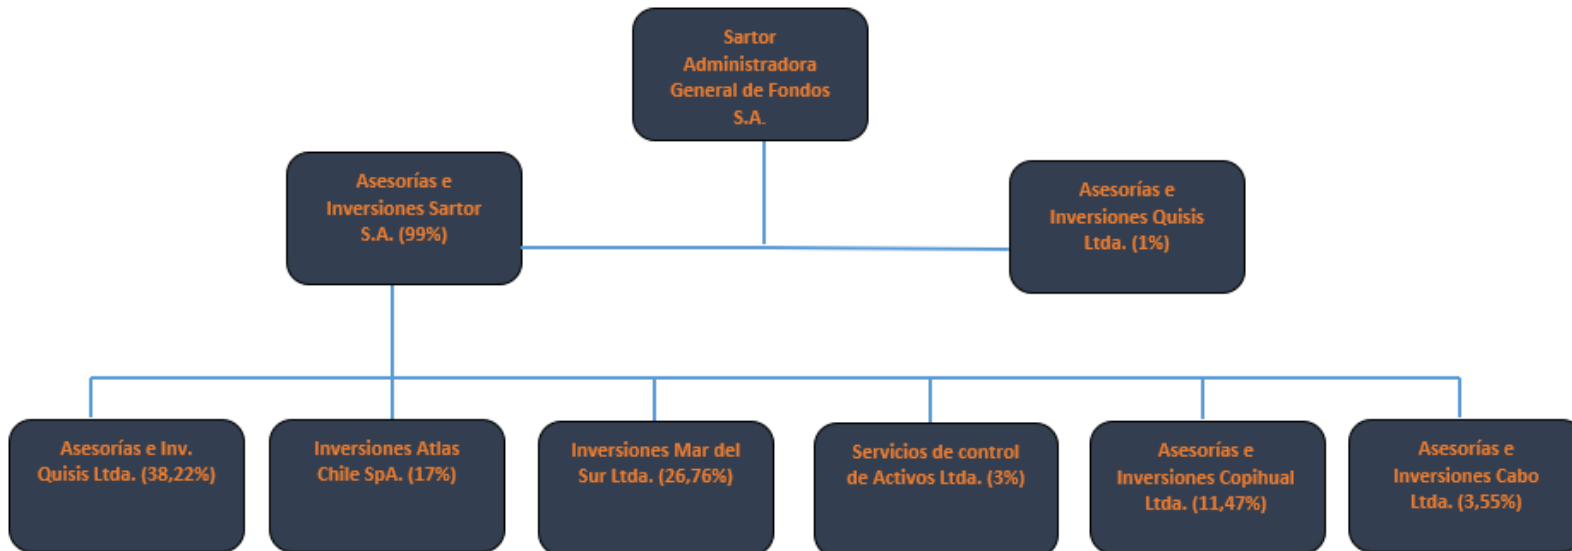 Sartor
Administradora
General de Fondos
S.A.
Asesorías e
Inversiones Sartor
S.A. (99%)
Asesorías e
Inversiones Quisis
Ltda. (1%)
Asesorías e Inv.
Quisis Ltda. (38,22%)
Inversiones Atlas
Chile SpA. (17%)
Inversiones Mar del
Sur Ltda. (26,76%)
Servicios de control
de Activos Ltda. (3%)
Asesorías e
Inversiones Copihual
Ltda. (11,47%)
Asesorías e
Inversiones Cabo
Ltda. (3,55%)